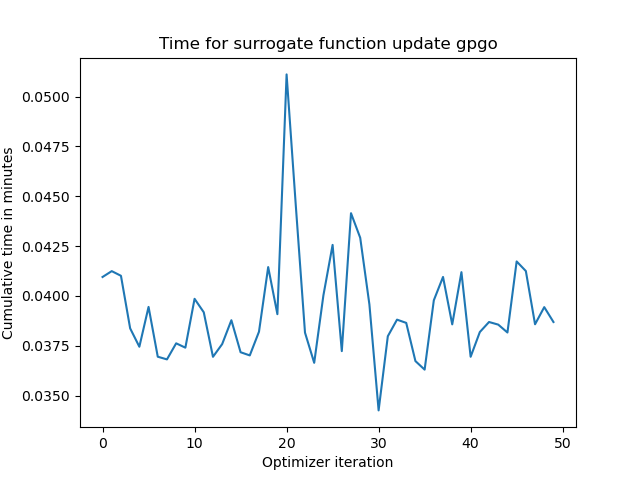 Time for surrogate function update gpgo
Cumulative time in minutes
0.0500
0.0475
0.0450
0.0425
0.0400
0.0375
0.0350
0 10 20 30 40 50
Optimizer iteration